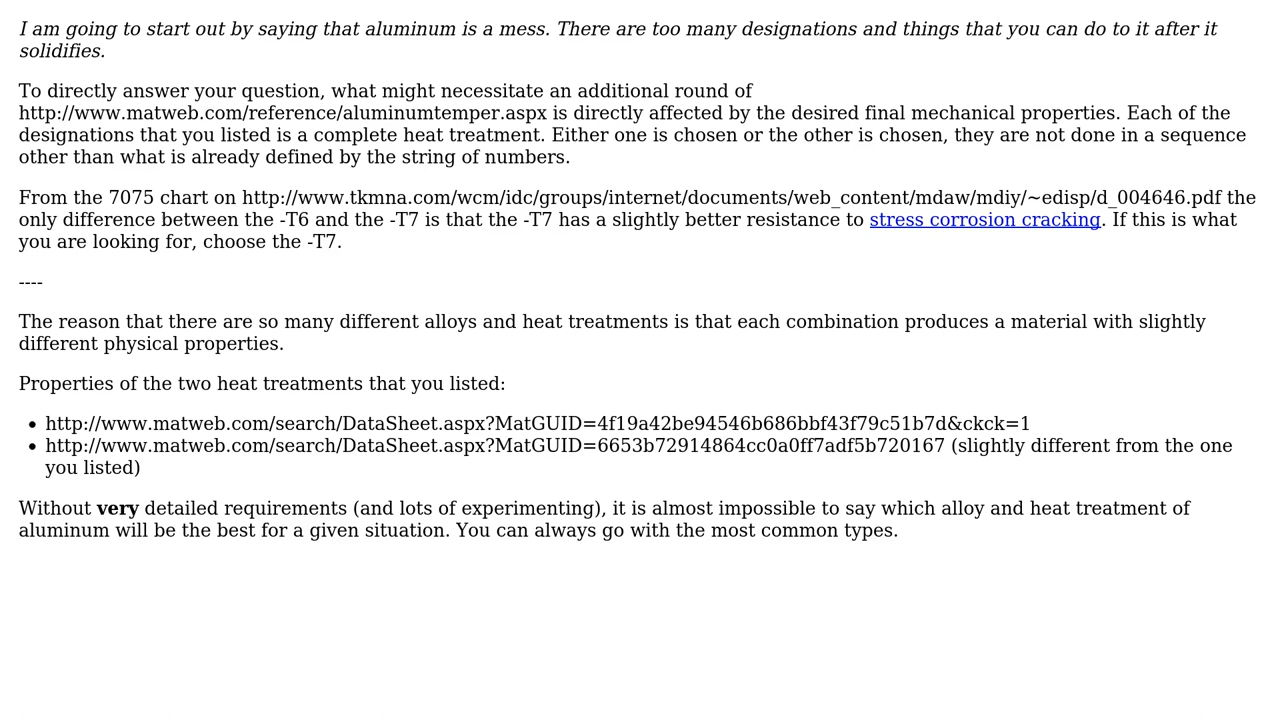 I am going to start out by saying that aluminum is a mess. There are too many designations and things that you can do to it after it
solidifies.
To directly answer your question, what might necessitate an additional round of
http://www.matweb.com/reference/aluminumtemper.aspx is directly affected by the desired final mechanical properties. Each of the
designations that you listed is a complete heat treatment. Either one is chosen or the other is chosen, they are not done in a sequence
other than what is already defined by the string of numbers.
From the 7075 chart on http://www.tkmna.com/wcm/idc/groups/internet/documents/web_content/mdaw/mdiy/~edisp/d_004646.pdf the
only difference between the -T6 and the -T7 is that the -T7 has a slightly better resistance to stress corrosion cracking. If this is what
you are looking for, choose the -T7.
----
The reason that there are so many different alloys and heat treatments is that each combination produces a material with slightly
different physical properties.
Properties of the two heat treatments that you listed:
• http://www.matweb.com/search/DataSheet.aspx?MatGUID=4f19a42be94546b686bbf43f79c51b7d&ckck=1
• http://www.matweb.com/search/DataSheet.aspx?MatGUID=6653b72914864cc0a0ff7adf5b720167 (slightly different from the one
you listed)
Without very detailed requirements (and lots of experimenting), it is almost impossible to say which alloy and heat treatment of
aluminum will be the best for a given situation. You can always go with the most common types.